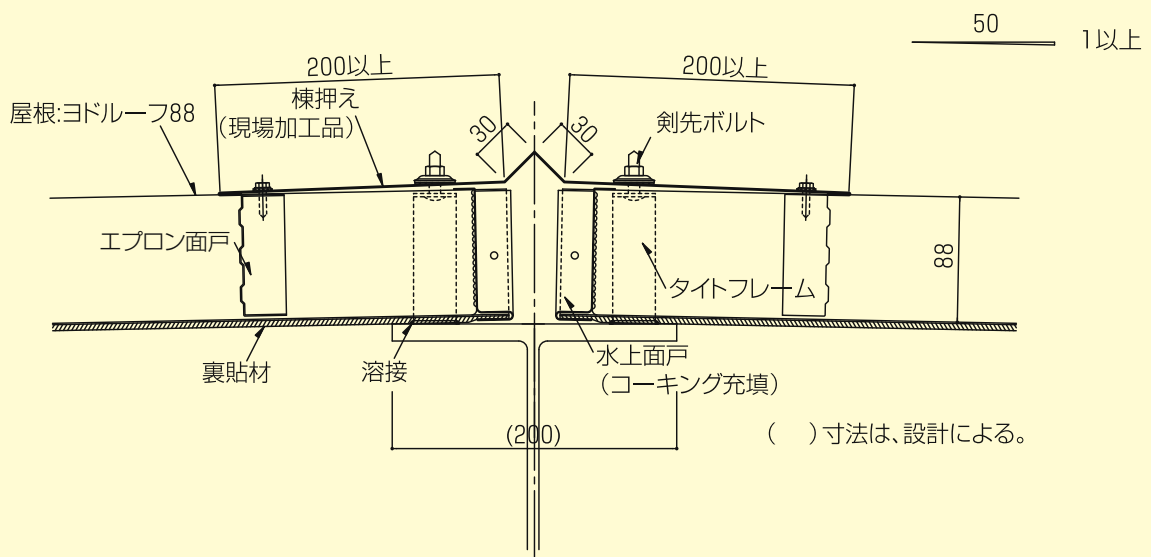 50
1以上
200以上
200以上
屋根:ヨドルーフ88
棟押え
(現場加工品)
30
30
剣先ボルト
エプロン面戸
88
タイトフレーム
裏貼材
溶接
水上面戸
(コーキング充填)
(200)
(　)寸法は、設計による。